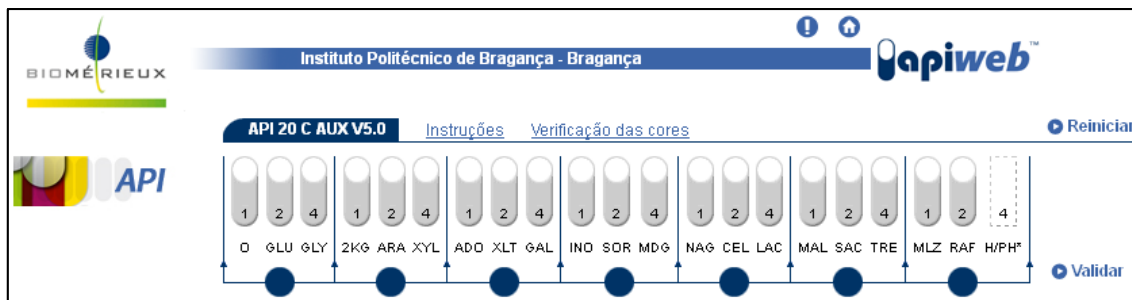 BIOMÉRIEUX
Instituto Politécnico de Bragança - Bragança
apiweb™
API 20 C AUX V5.0 Instruções Verificação das cores Reiniciar
API
1 2 4 1 2 4 1 2 4 1 2 4 1 2 4 1 2 4 1 2 4
O GLU GLY 2KG ARA XYL ADO XLT GAL INO SOR MDG NAG CEL LAC MAL SAC TRE MLZ RAF H/PH*
Validar